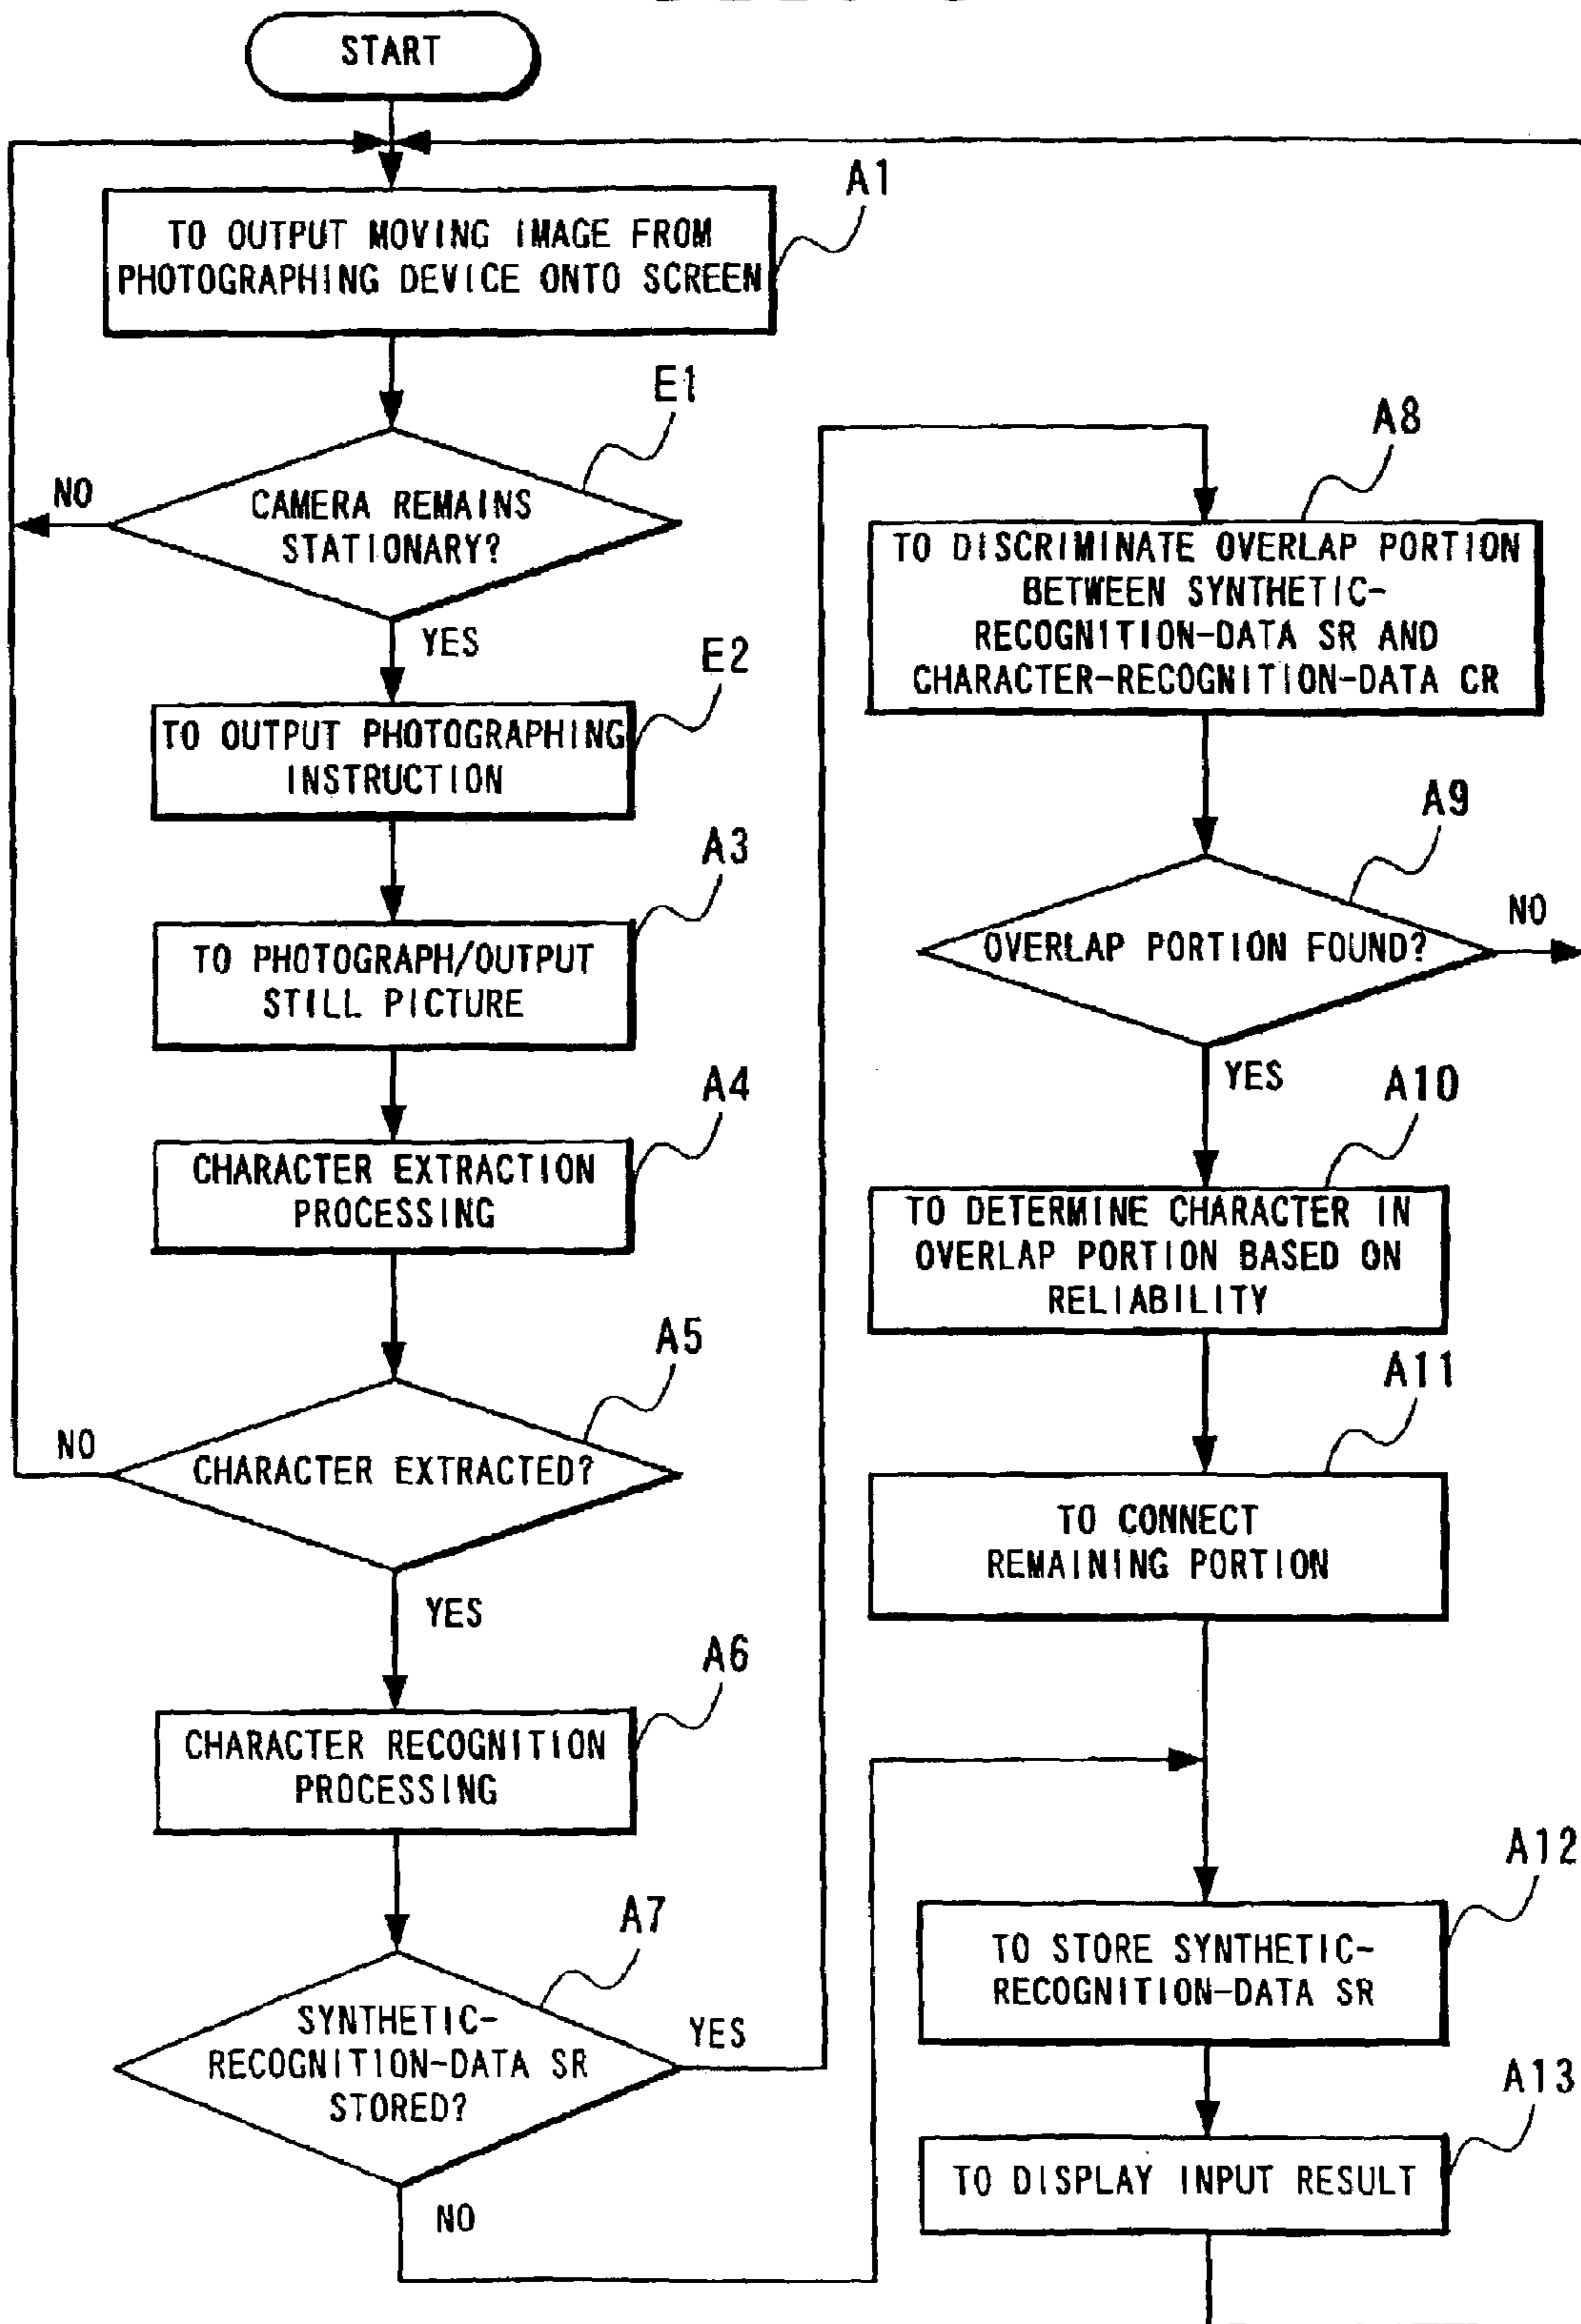 START
A1
TO OUTPUT MOVING IMAGE FROM
PHOTOGRAPHING DEVICE ONTO SCREEN
E1
NO
CAMERA REMAINS
STATIONARY?
YES
E2
TO OUTPUT PHOTOGRAPHING
INSTRUCTION
A3
TO PHOTOGRAPH/OUTPUT
STILL PICTURE
A4
CHARACTER EXTRACTION
PROCESSING
A5
NO
CHARACTER EXTRACTED?
YES
A6
CHARACTER RECOGNITION
PROCESSING
A7
SYNTHETIC-
RECOGNITION-DATA SR
STORED?
YES
NO
A8
TO DISCRIMINATE OVERLAP PORTION
BETWEEN SYNTHETIC-
RECOGNITION-DATA SR AND
CHARACTER-RECOGNITION-DATA CR
A9
NO
OVERLAP PORTION FOUND?
YES
A10
TO DETERMINE CHARACTER IN
OVERLAP PORTION BASED ON
RELIABILITY
A11
TO CONNECT
REMAINING PORTION
A12
TO STORE SYNTHETIC-
RECOGNITION-DATA SR
A13
TO DISPLAY INPUT RESULT